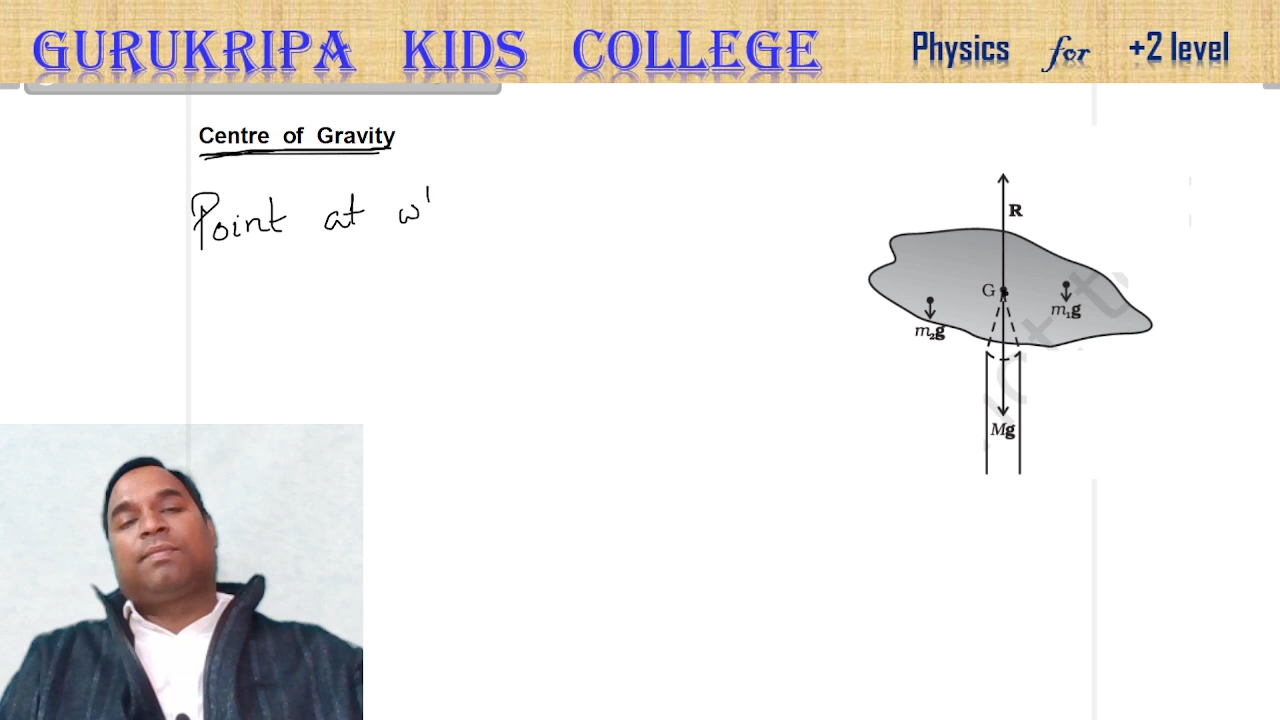 GURUKRIPA KIDS COLLEGE Physics for +2 level
Centre of Gravity
Point at
R
G
m₁g
m₂g
Mg